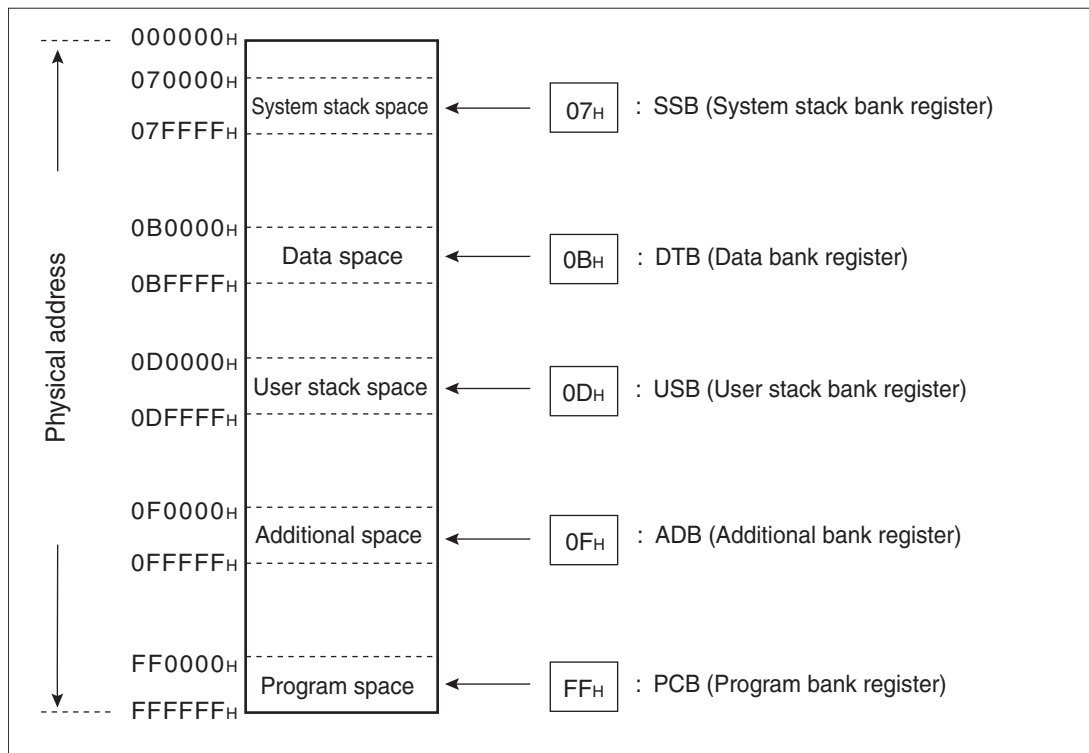 000000H
070000H
System stack space
07H : SSB (System stack bank register)
07FFFFH
0B0000H
Data space
0BH : DTB (Data bank register)
0BFFFFH
Physical address
0D0000H
User stack space
0DH : USB (User stack bank register)
0DFFFFH
0F0000H
Additional space
0FH : ADB (Additional bank register)
0FFFFFH
FF0000H
Program space
FFH : PCB (Program bank register)
FFFFFFH